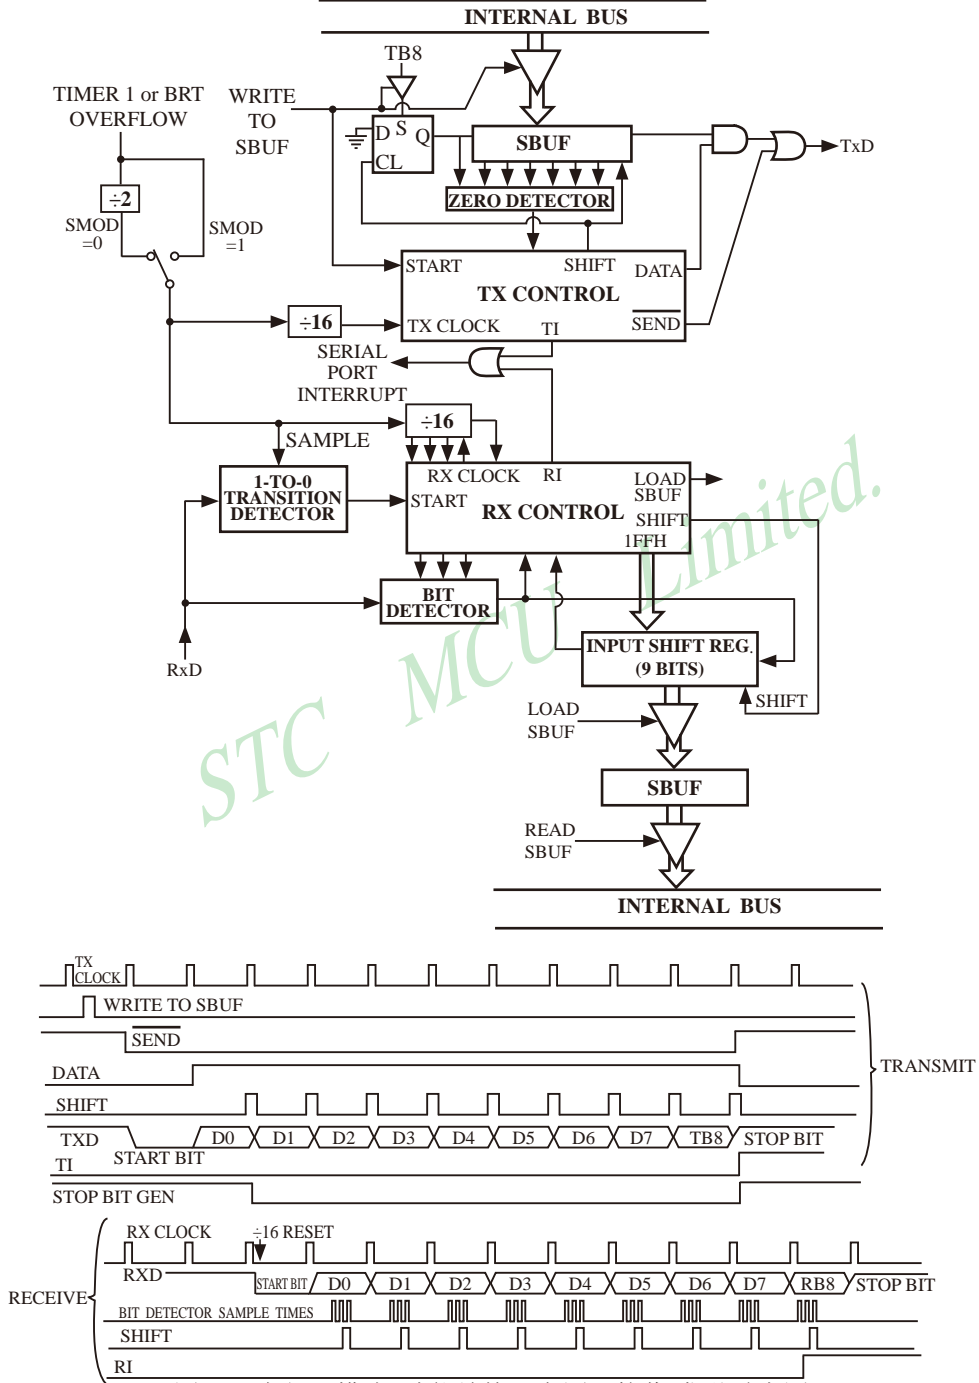 INTERNAL BUS
TB8
TIMER 1 or BRT
OVERFLOW
WRITE
TO
SBUF
D S Q
CL
SBUF
TxD
÷2
ZERO DETECTOR
SMOD
=0
SMOD
=1
START
SHIFT
DATA
TX CONTROL
TX CLOCK
TI
SEND
÷16
SERIAL
PORT
INTERRUPT
÷16
SAMPLE
1-TO-0
TRANSITION
DETECTOR
RX CLOCK
RI
LOAD
SBUF
START
RX CONTROL
SHIFT
1FFH
BIT
DETECTOR
RxD
INPUT SHIFT REG.
(9 BITS)
SHIFT
LOAD
SBUF
SBUF
READ
SBUF
INTERNAL BUS
STC MCU Limited.
TX
CLOCK
WRITE TO SBUF
SEND
DATA
TRANSMIT
SHIFT
TXD
START BIT
D0 D1 D2 D3 D4 D5 D6 D7 TB8 STOP BIT
TI
STOP BIT GEN
RX CLOCK
÷16 RESET
RXD
START BIT D0 D1 D2 D3 D4 D5 D6 D7 RB8 STOP BIT
RECEIVE
BIT DETECTOR SAMPLE TIMES
SHIFT
RI